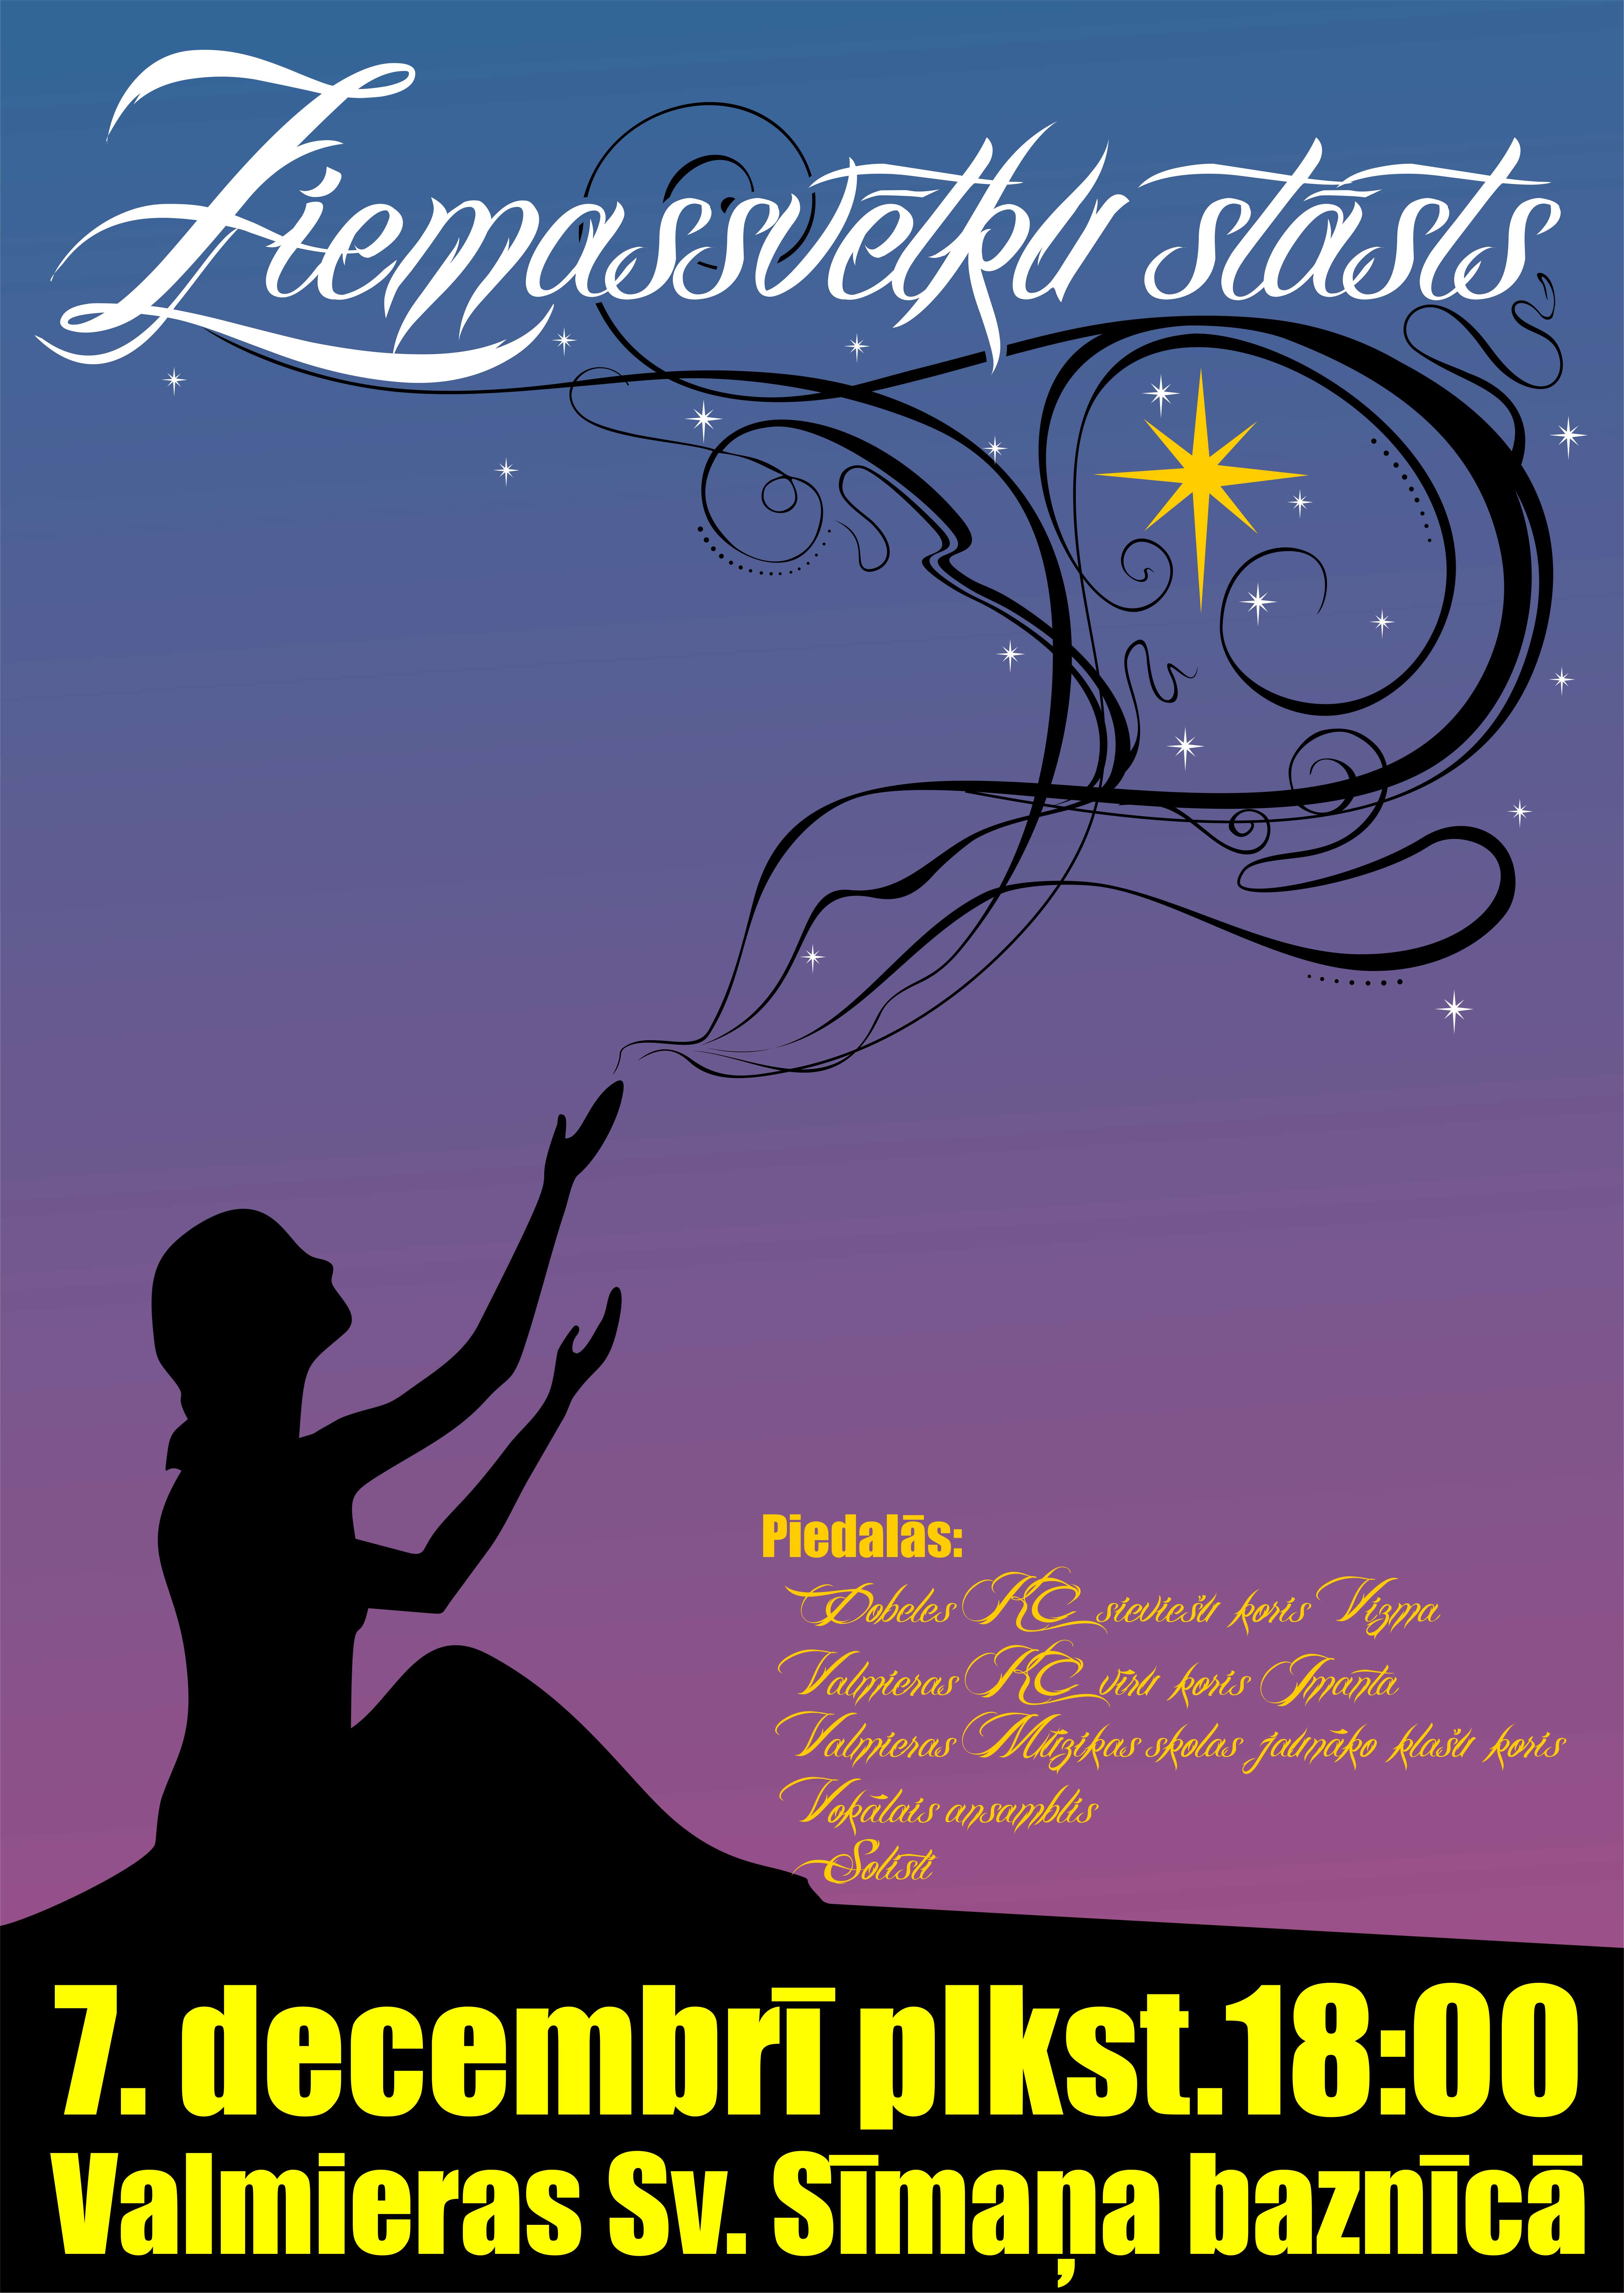 Ziemassvētku stāsts
Piedalās:
Dobeles KC sieviešu koris Vizma
Valmieras KC vīru koris Imanta
Valmieras Mūzikas skolas jaunāko klašu koris
Vokālais ansamblis
Solisti
7. decembrī plkst.18:00
Valmieras Sv. Sīmaņa baznīcā